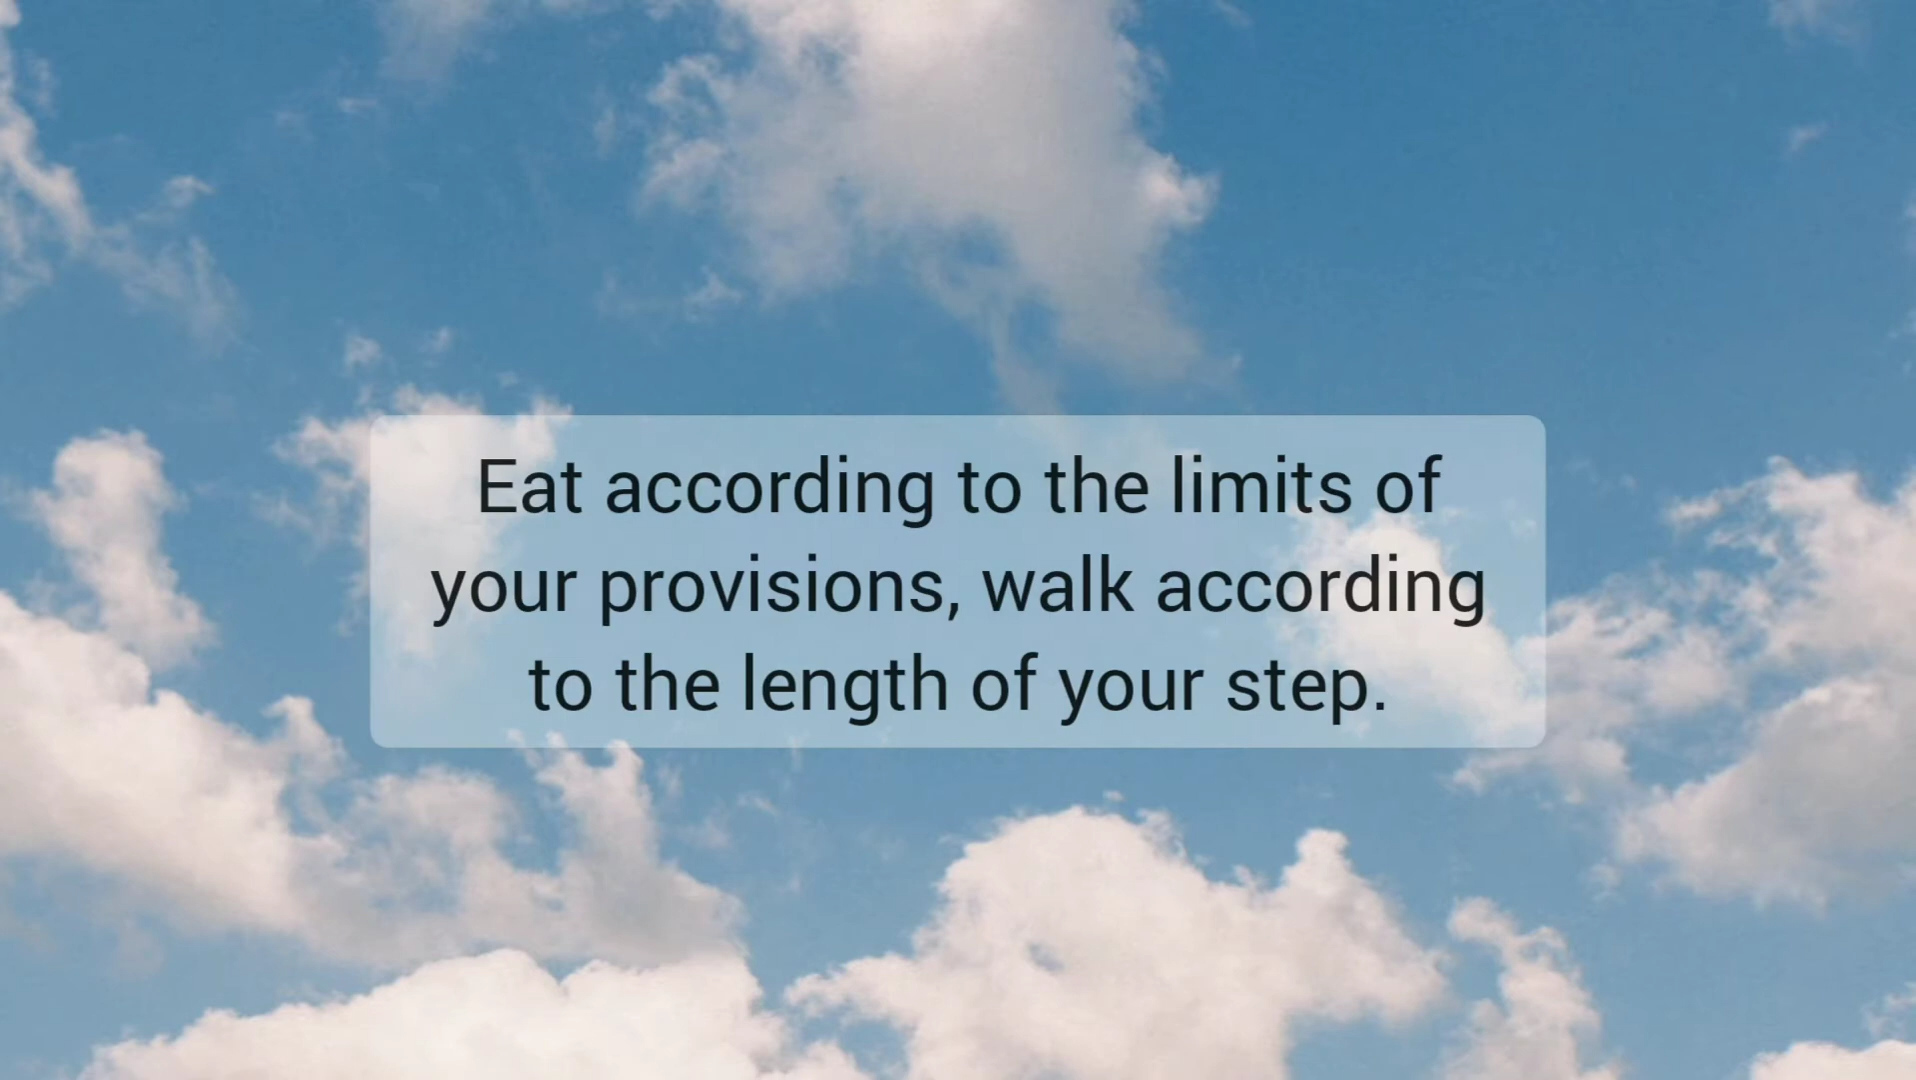 Eat according to the limits of
your provisions, walk according
to the length of your step.